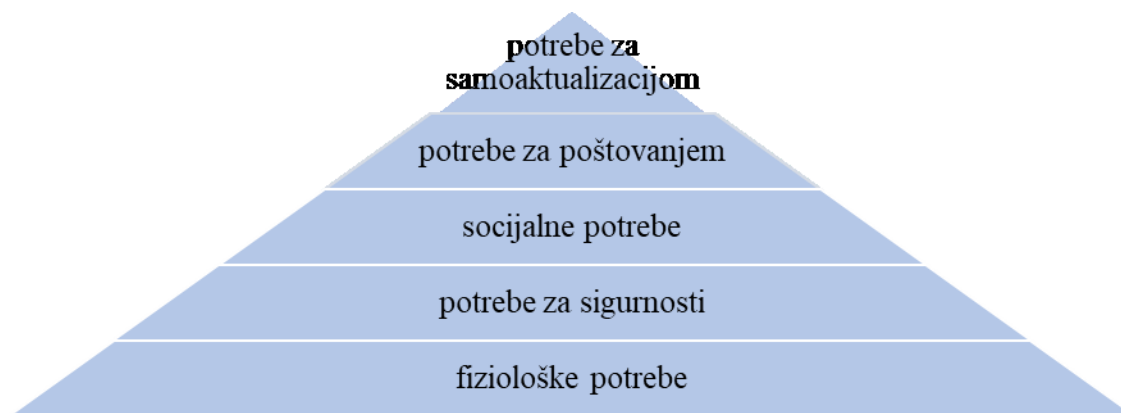 potrebe za
samoaktualizacijom
potrebe za poštovanjem
socijalne potrebe
potrebe za sigurnosti
fiziološke potrebe